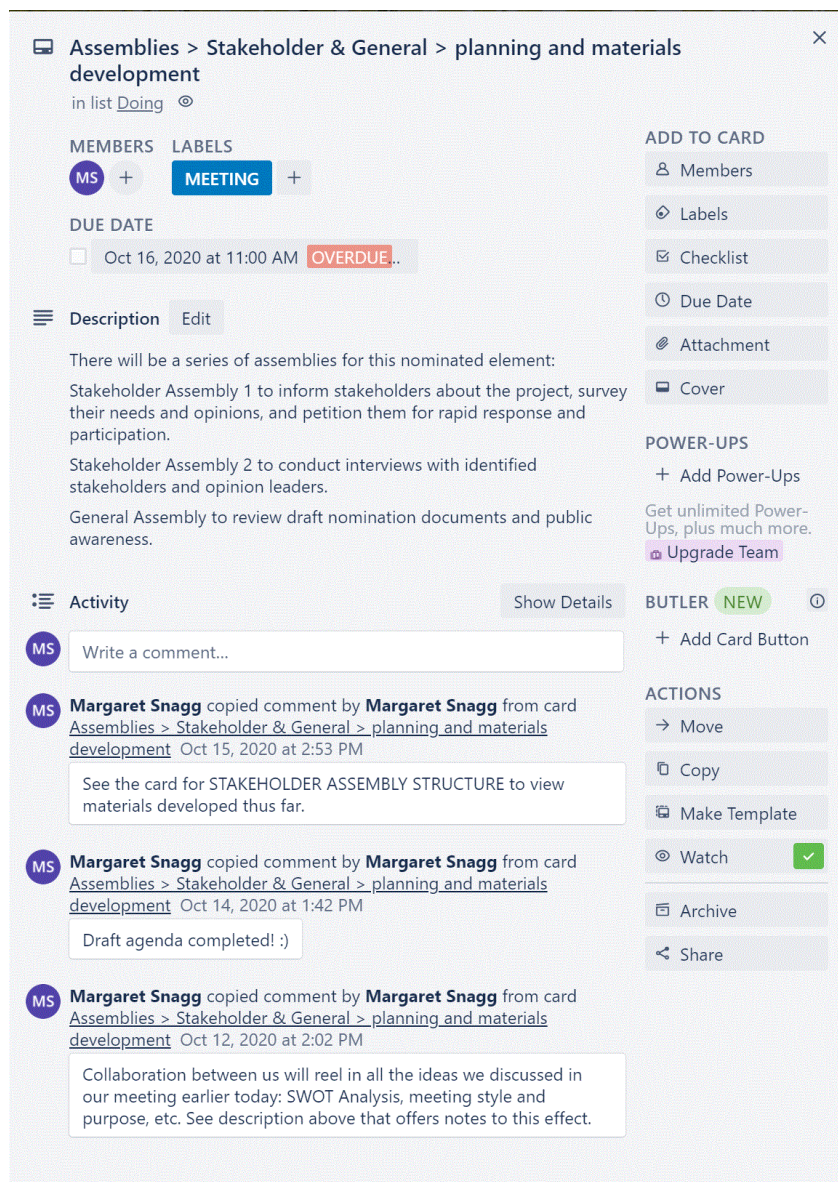 Assemblies > Stakeholder & General > planning and materials
development
in list Doing
MEMBERS
MS
LABELS
MEETING
DUE DATE
Oct 16, 2020 at 11:00 AM OVERDUE...
Description Edit
There will be a series of assemblies for this nominated element:
Stakeholder Assembly 1 to inform stakeholders about the project, survey
their needs and opinions, and petition them for rapid response and
participation.
Stakeholder Assembly 2 to conduct interviews with identified
stakeholders and opinion leaders.
General Assembly to review draft nomination documents and public
awareness.
Activity Show Details
MS
Write a comment...
MS
Margaret Snagg copied comment by Margaret Snagg from card
Assemblies > Stakeholder & General > planning and materials
development Oct 15, 2020 at 2:53 PM
See the card for STAKEHOLDER ASSEMBLY STRUCTURE to view
materials developed thus far.
MS
Margaret Snagg copied comment by Margaret Snagg from card
Assemblies > Stakeholder & General > planning and materials
development Oct 14, 2020 at 1:42 PM
Draft agenda completed! :)
MS
Margaret Snagg copied comment by Margaret Snagg from card
Assemblies > Stakeholder & General > planning and materials
development Oct 12, 2020 at 2:02 PM
Collaboration between us will reel in all the ideas we discussed in
our meeting earlier today: SWOT Analysis, meeting style and
purpose, etc. See description above that offers notes to this effect.
ADD TO CARD
Members
Labels
Checklist
Due Date
Attachment
Cover
POWER-UPS
+ Add Power-Ups
Get unlimited Power-
Ups, plus much more.
Upgrade Team
BUTLER NEW
+ Add Card Button
ACTIONS
Move
Copy
Make Template
Watch
Archive
Share